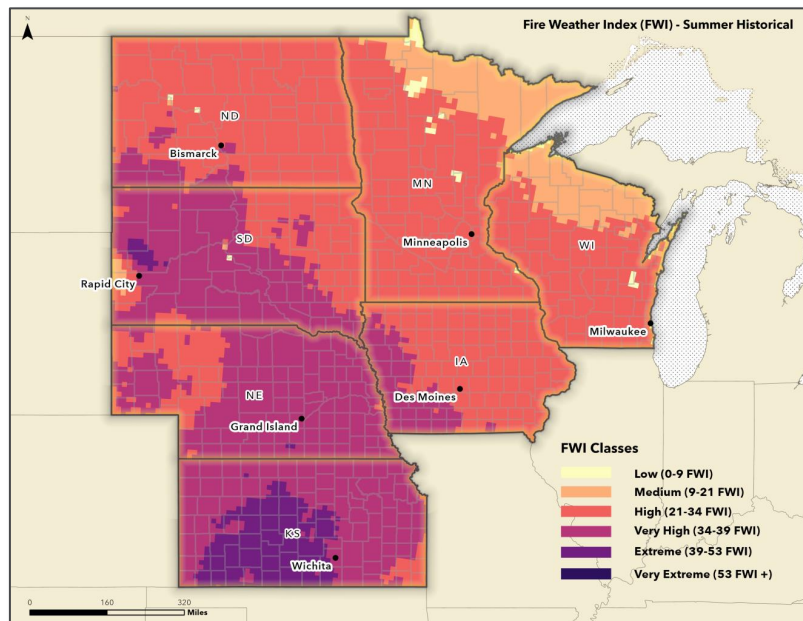 Fire Weather Index (FWI) - Summer Historical
N
ND
Bismarck
MN
SD
Minneapolis
WI
Rapid City
Milwaukee
IA
NE
Des Moines
Grand Island
KS
Wichita
FWI Classes
Low (0-9 FWI)
Medium (9-21 FWI)
High (21-34 FWI)
Very High (34-39 FWI)
Extreme (39-53 FWI)
Very Extreme (53 FWI +)
0 160 320
Miles